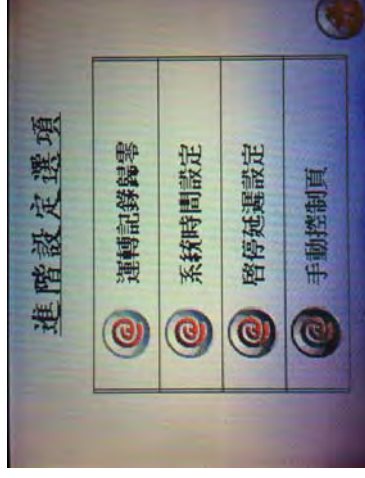 進階設定選項
運轉記錄歸零
系統時間設定
啓停延遲設定
手動控制頁